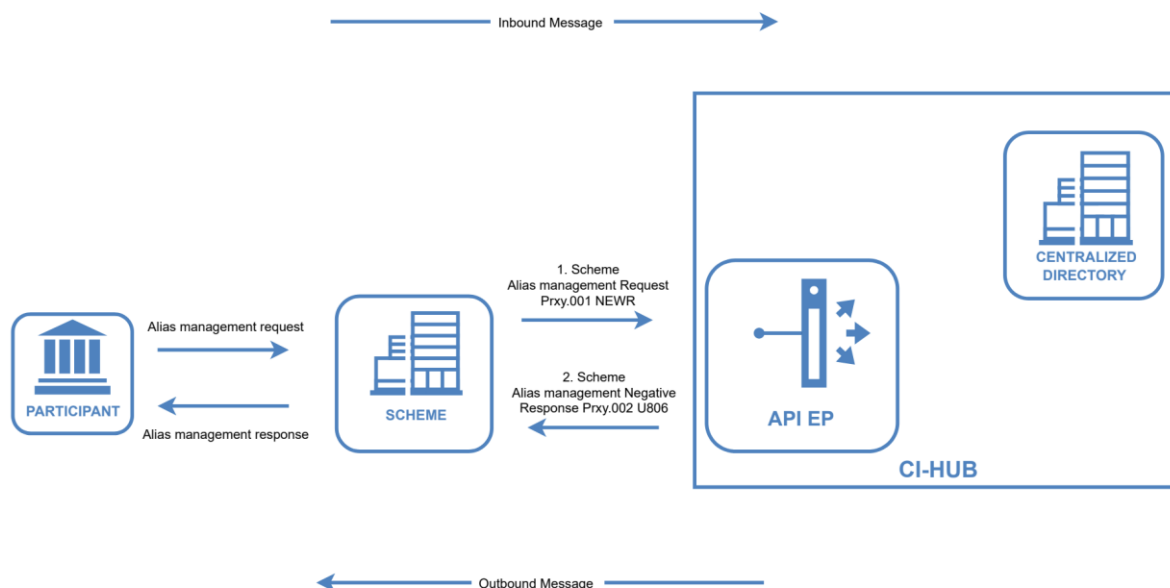 Inbound Message
CENTRALIZED
DIRECTORY
1. Scheme
Alias management Request
Prxy.001 NEWR
Alias management request
2. Scheme
Alias management Negative
Response Prxy.002 U806
PARTICIPANT
SCHEME
API EP
Alias management response
CI-HUB
Outbound Message